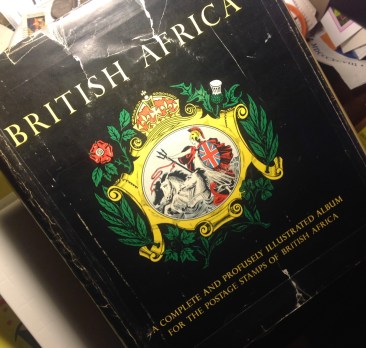 BRITISH AFRICA
A COMPLETE AND PROFUSELY ILLUSTRATED ALBUM
FOR THE POSTAGE STAMPS OF BRITISH AFRICA